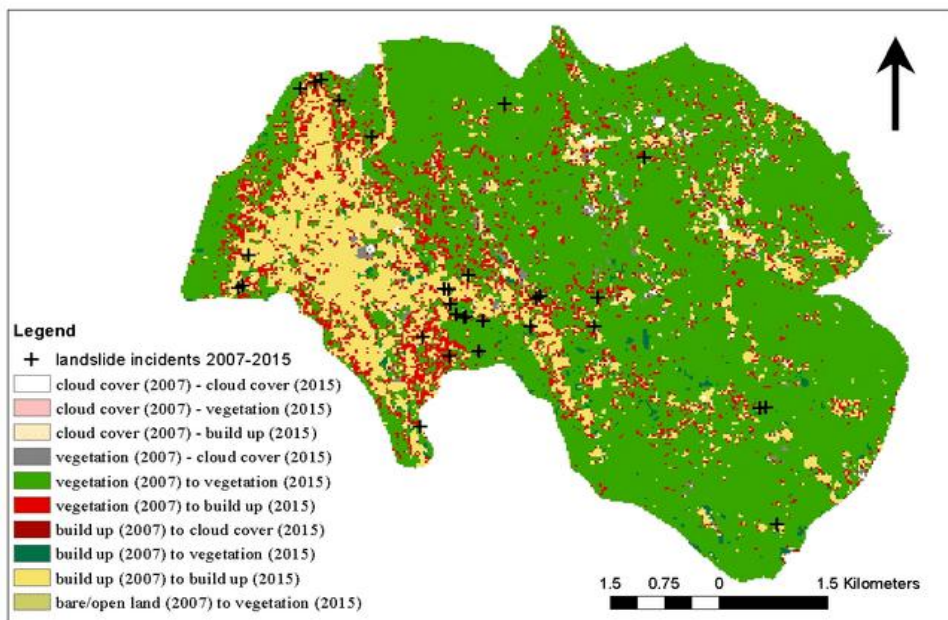 Legend
+ landslide incidents 2007-2015
cloud cover (2007) - cloud cover (2015)
cloud cover (2007) - vegetation (2015)
cloud cover (2007) - build up (2015)
vegetation (2007) - cloud cover (2015)
vegetation (2007) to vegetation (2015)
vegetation (2007) to build up (2015)
build up (2007) to cloud cover (2015)
build up (2007) to vegetation (2015)
build up (2007) to build up (2015)
bare/open land (2007) to vegetation (2015)
1.5 0.75 0 1.5 Kilometers